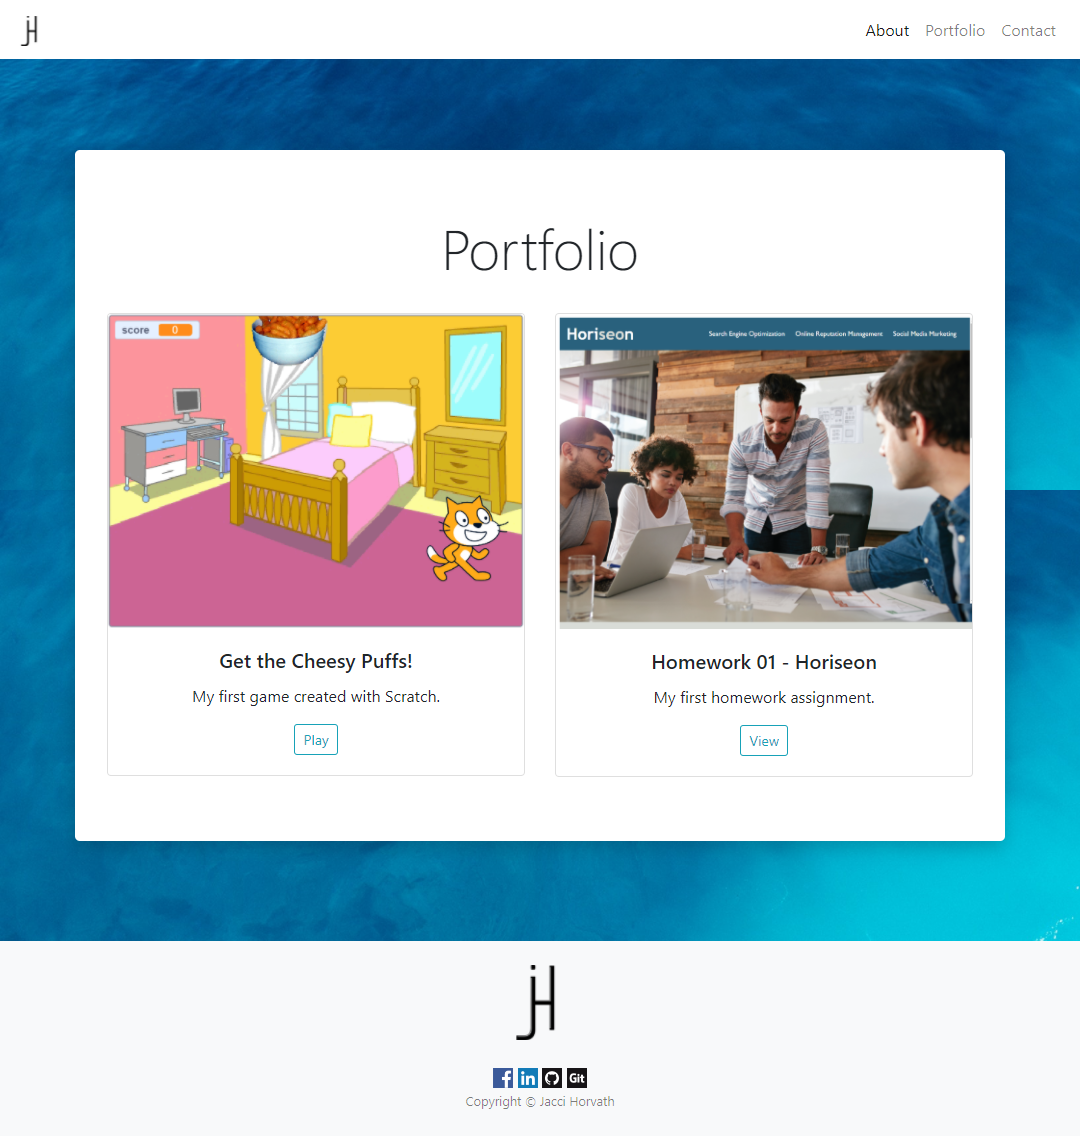 jH
About Portfolio Contact
Portfolio
score 0
Horiseon Search Engine Optimization Online Reputation Management Social Media Marketing
Get the Cheesy Puffs!
My first game created with Scratch.
Play
Homework 01 - Horiseon
My first homework assignment.
View
jH
f in Git
Copyright © Jacci Horvath